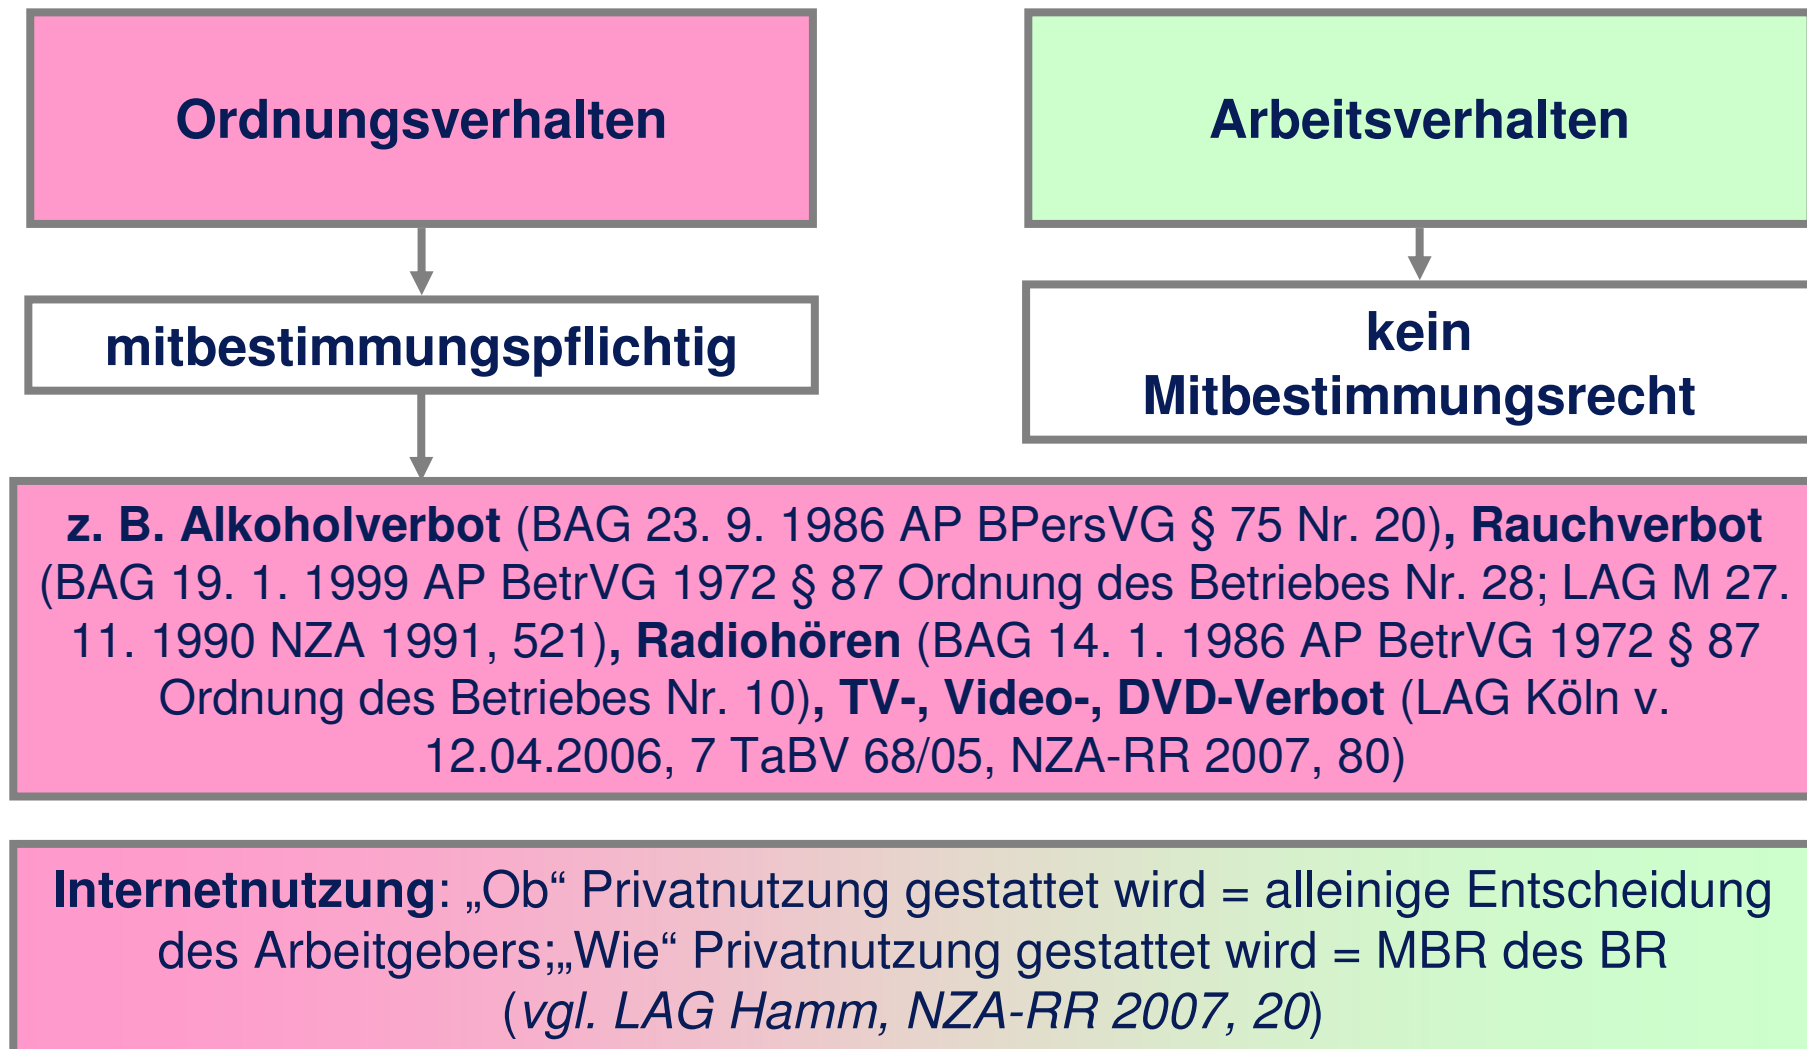 Ordnungsverhalten
Arbeitsverhalten
mitbestimmungspflichtig
kein
Mitbestimmungsrecht
z. B. Alkoholverbot (BAG 23. 9. 1986 AP BPersVG § 75 Nr. 20), Rauchverbot
(BAG 19. 1. 1999 AP BetrVG 1972 § 87 Ordnung des Betriebes Nr. 28; LAG M 27.
11. 1990 NZA 1991, 521), Radiohören (BAG 14. 1. 1986 AP BetrVG 1972 § 87
Ordnung des Betriebes Nr. 10), TV-, Video-, DVD-Verbot (LAG Köln v.
12.04.2006, 7 TaBV 68/05, NZA-RR 2007, 80)
Internetnutzung: „Ob“ Privatnutzung gestattet wird = alleinige Entscheidung
des Arbeitgebers;„Wie“ Privatnutzung gestattet wird = MBR des BR
(vgl. LAG Hamm, NZA-RR 2007, 20)